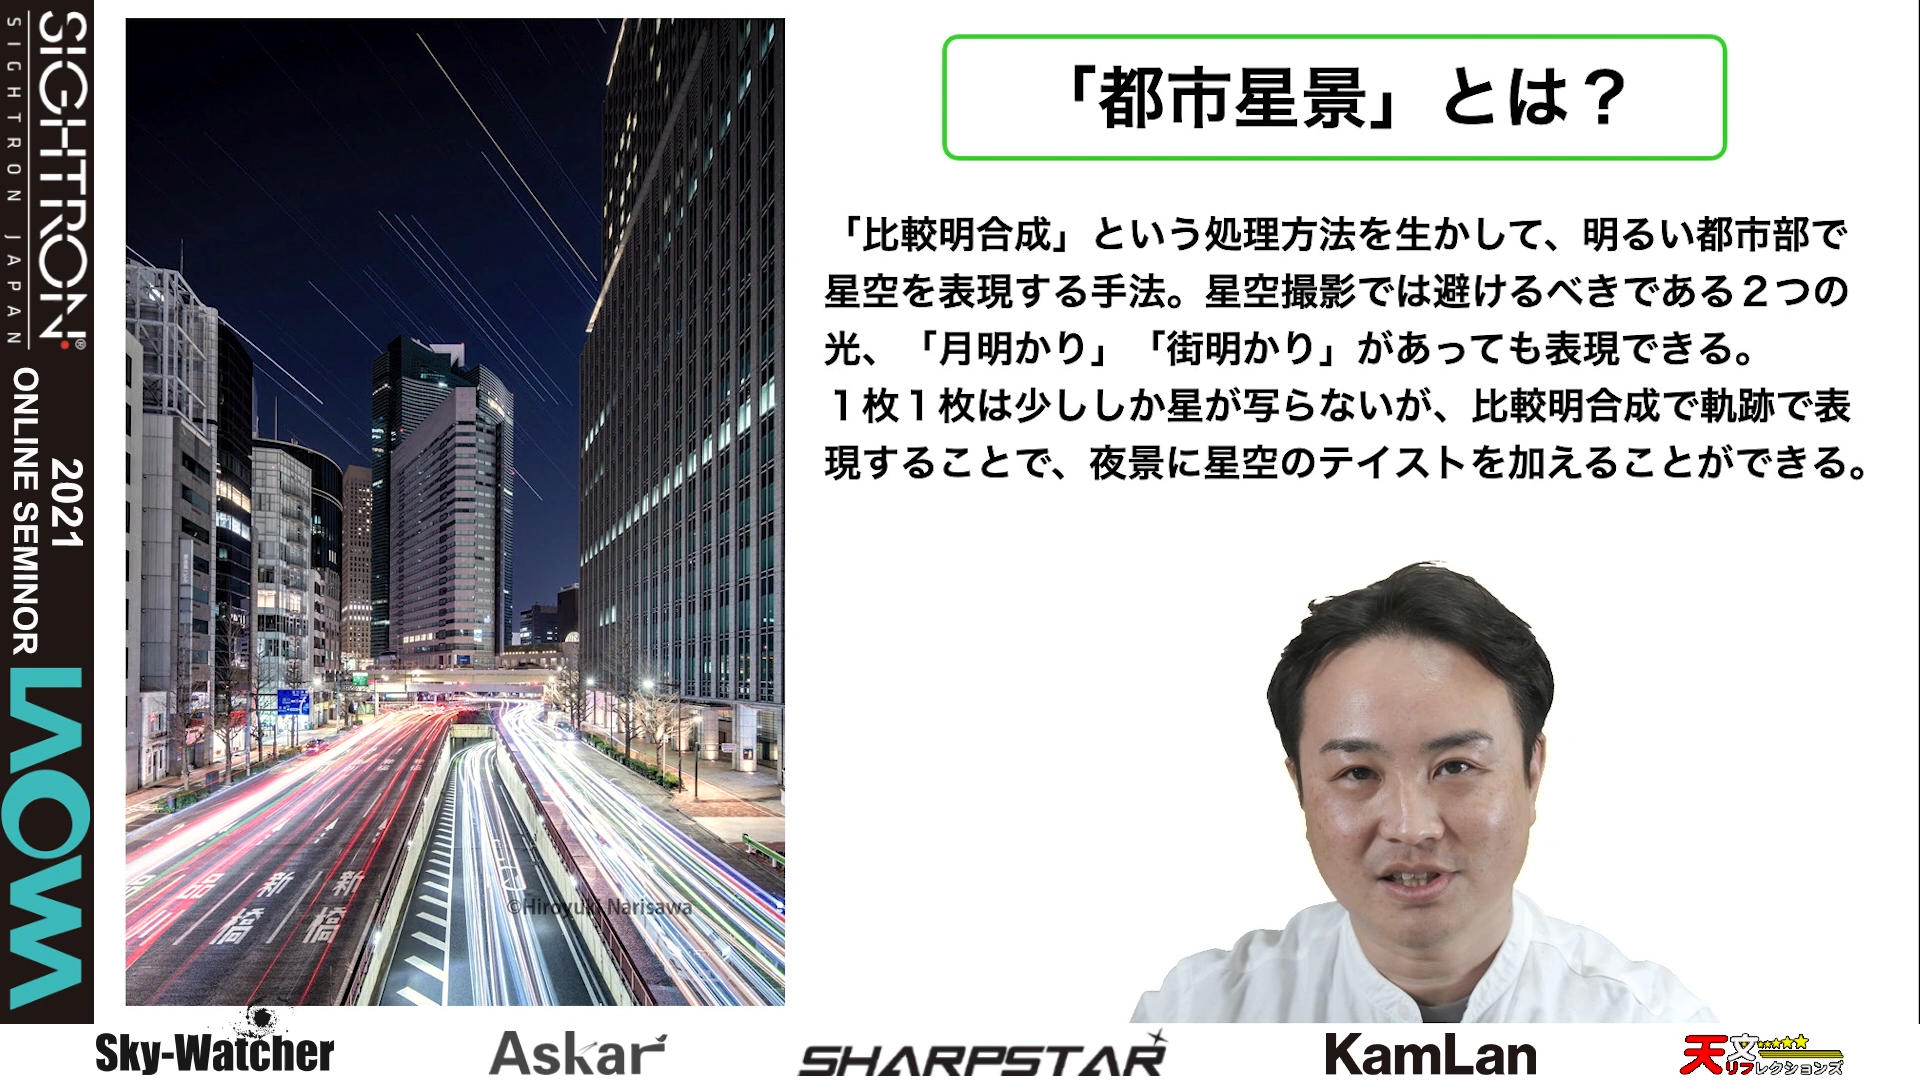 SIGHTRON®
SIGHTRON JAPAN
2021
ONLINE SEMINOR
LAOWA
「都市星景」とは？
「比較明合成」という処理方法を生かして、明るい都市部で
星空を表現する手法。星空撮影では避けるべきである２つの
光、「月明かり」「街明かり」があっても表現できる。
１枚１枚は少ししか星が写らないが、比較明合成で軌跡で表
現することで、夜景に星空のテイストを加えることができる。
品 新 新
橋 橋
©Hiroyuki Narisawa
Sky-Watcher
Askar
SHARPSTAR
KamLan
天文
リフレクションズ